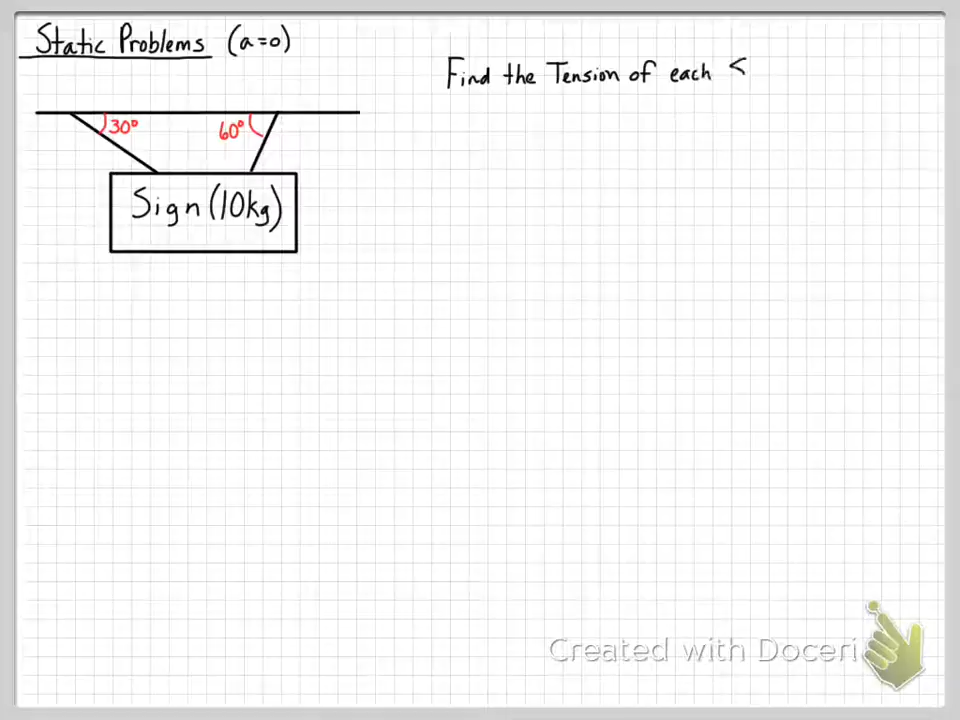 Static Problems (a=0)
Find the Tension of each
30°
60°
Sign (10kg)
Created with Doceri